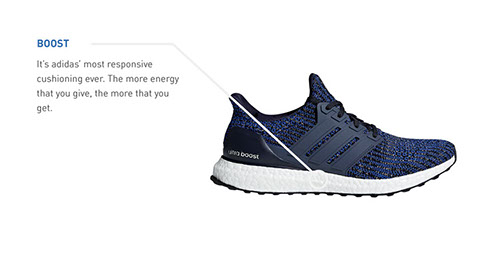 BOOST
It's adidas' most responsive
cushioning ever. The more energy
that you give, the more that you
get.
ultra boost